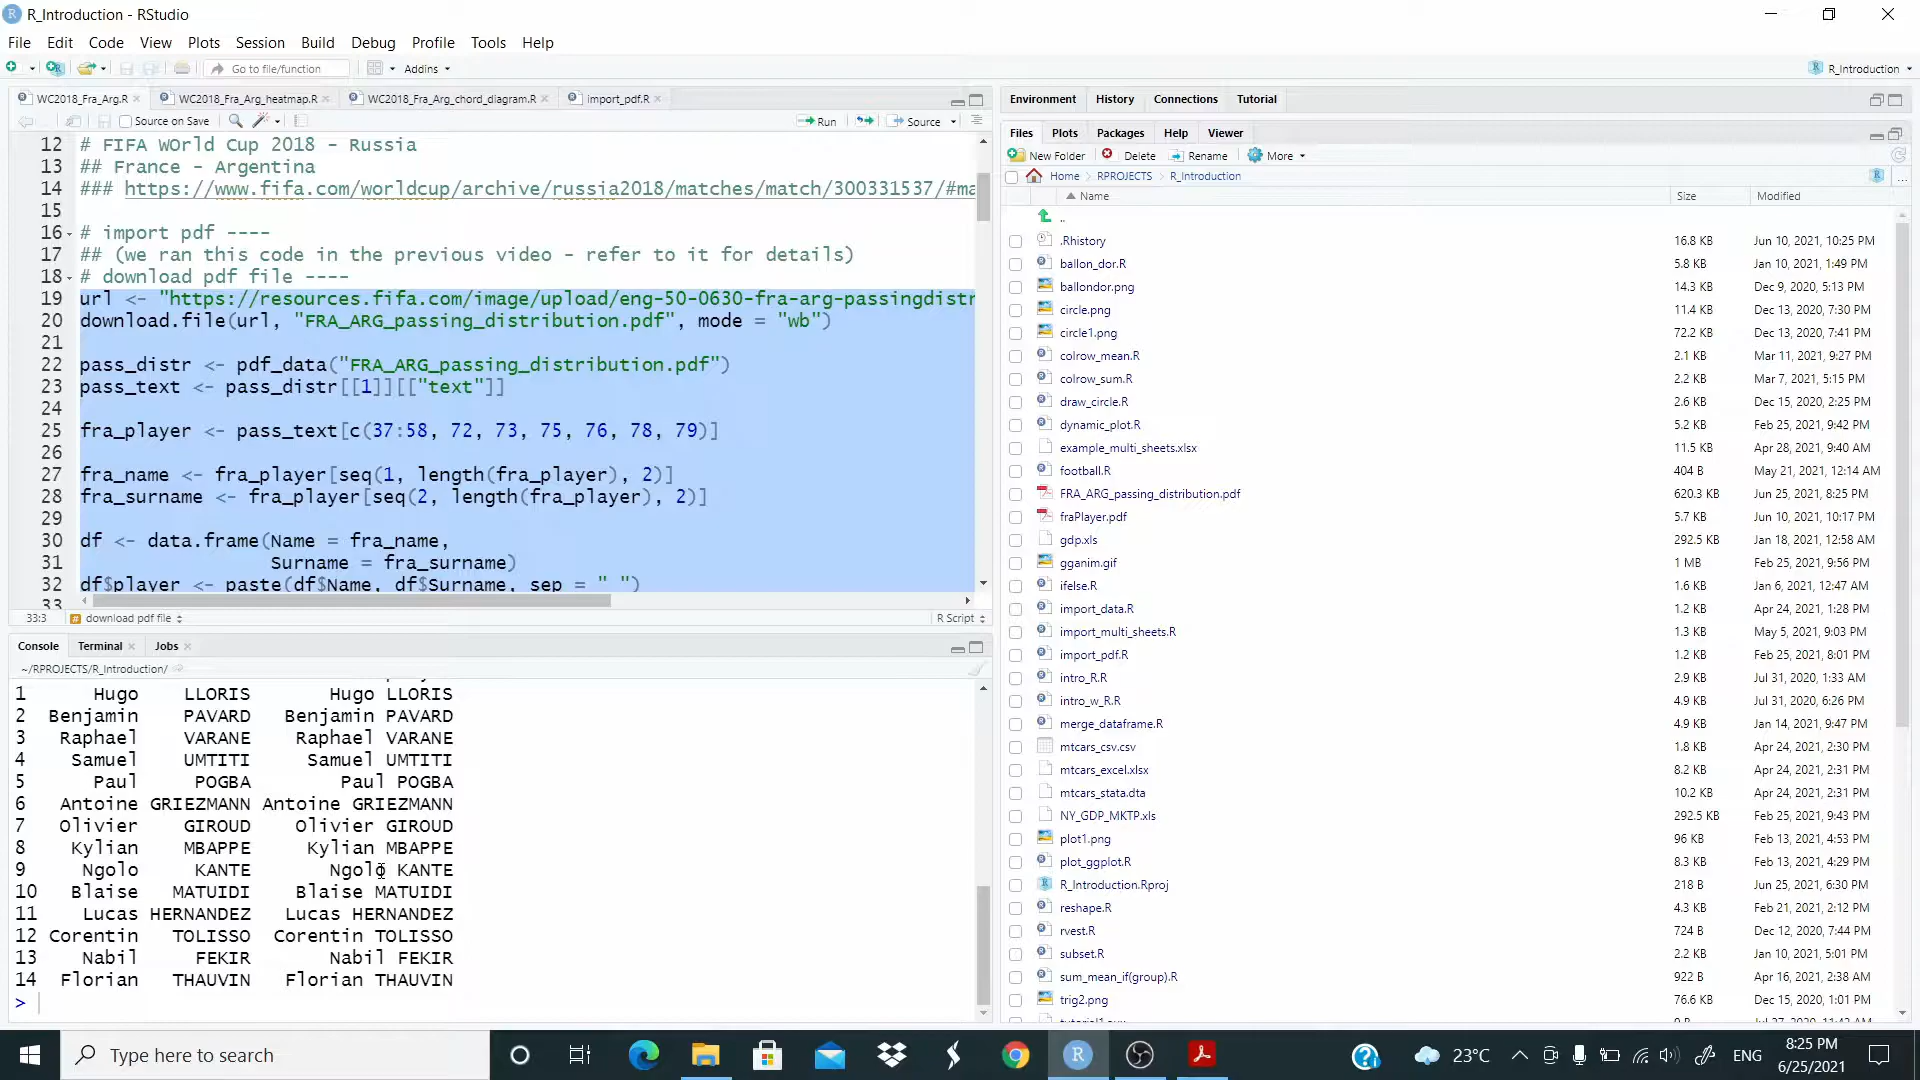 R_Introduction - RStudio
File Edit Code View Plots Session Build Debug Profile Tools Help
Go to file/function Addins R_Introduction
WC2018_Fra_Arg.R WC2018_Fra_Arg_heatmap.R WC2018_Fra_Arg_chord_diagram.R import_pdf.R
Source on Save Run Source
12 # FIFA WOrld Cup 2018 - Russia
13 ## France - Argentina
14 ### https://www.fifa.com/worldcup/archive/russia2018/matches/match/300331537/#ma
15
16 # import pdf ----
17 ## (we ran this code in the previous video - refer to it for details)
18 # download pdf file ----
19 url <- "https://resources.fifa.com/image/upload/eng-50-0630-fra-arg-passingdistr
20 download.file(url, "FRA_ARG_passing_distribution.pdf", mode = "wb")
21
22 pass_distr <- pdf_data("FRA_ARG_passing_distribution.pdf")
23 pass_text <- pass_distr[[1]][["text"]]
24
25 fra_player <- pass_text[c(37:58, 72, 73, 75, 76, 78, 79)]
26
27 fra_name <- fra_player[seq(1, length(fra_player), 2)]
28 fra_surname <- fra_player[seq(2, length(fra_player), 2)]
29
30 df <- data.frame(Name = fra_name,
31 Surname = fra_surname)
32 df$player <- paste(df$Name, df$Surname, sep = " ")
33
33:3 download pdf file R Script
Console Terminal Jobs
~/RPROJECTS/R_Introduction/
1 Hugo LLORIS Hugo LLORIS
2 Benjamin PAVARD Benjamin PAVARD
3 Raphael VARANE Raphael VARANE
4 Samuel UMTITI Samuel UMTITI
5 Paul POGBA Paul POGBA
6 Antoine GRIEZMANN Antoine GRIEZMANN
7 Olivier GIROUD Olivier GIROUD
8 Kylian MBAPPE Kylian MBAPPE
9 Ngolo KANTE Ngolo KANTE
10 Blaise MATUIDI Blaise MATUIDI
11 Lucas HERNANDEZ Lucas HERNANDEZ
12 Corentin TOLISSO Corentin TOLISSO
13 Nabil FEKIR Nabil FEKIR
14 Florian THAUVIN Florian THAUVIN
>
Environment History Connections Tutorial
Files Plots Packages Help Viewer
New Folder Delete Rename More
Home RPROJECTS R_Introduction ...
Name Size Modified
..
.Rhistory 16.8 KB Jun 10, 2021, 10:25 PM
ballon_dor.R 5.8 KB Jan 10, 2021, 1:49 PM
ballondor.png 14.3 KB Dec 9, 2020, 5:13 PM
circle.png 11.4 KB Dec 13, 2020, 7:30 PM
circle1.png 72.2 KB Dec 13, 2020, 7:41 PM
colrow_mean.R 2.1 KB Mar 11, 2021, 9:27 PM
colrow_sum.R 2.2 KB Mar 7, 2021, 5:15 PM
draw_circle.R 2.6 KB Dec 15, 2020, 2:25 PM
dynamic_plot.R 5.2 KB Feb 25, 2021, 9:42 PM
example_multi_sheets.xlsx 11.5 KB Apr 28, 2021, 9:40 AM
football.R 404 B May 21, 2021, 12:14 AM
FRA_ARG_passing_distribution.pdf 620.3 KB Jun 25, 2021, 8:25 PM
fraPlayer.pdf 5.7 KB Jun 10, 2021, 10:17 PM
gdp.xls 292.5 KB Jan 18, 2021, 12:58 AM
gganim.gif 1 MB Feb 25, 2021, 9:56 PM
ifelse.R 1.6 KB Jan 6, 2021, 12:47 AM
import_data.R 1.2 KB Apr 24, 2021, 1:28 PM
import_multi_sheets.R 1.3 KB May 5, 2021, 9:03 PM
import_pdf.R 1.2 KB Feb 25, 2021, 8:01 PM
intro_R.R 2.9 KB Jul 31, 2020, 1:33 AM
intro_w_R.R 4.9 KB Jul 31, 2020, 6:26 PM
merge_dataframe.R 4.9 KB Jan 14, 2021, 9:47 PM
mtcars_csv.csv 1.8 KB Apr 24, 2021, 2:30 PM
mtcars_excel.xlsx 8.2 KB Apr 24, 2021, 2:31 PM
mtcars_stata.dta 10.2 KB Apr 24, 2021, 2:31 PM
NY_GDP_MKTP.xls 292.5 KB Feb 25, 2021, 9:43 PM
plot1.png 96 KB Feb 13, 2021, 4:53 PM
plot_ggplot.R 8.3 KB Feb 13, 2021, 4:29 PM
R_Introduction.Rproj 218 B Jun 25, 2021, 6:30 PM
reshape.R 4.3 KB Feb 21, 2021, 2:12 PM
rvest.R 724 B Dec 12, 2020, 7:44 PM
subset.R 2.2 KB Jan 10, 2021, 5:01 PM
sum_mean_if(group).R 922 B Apr 16, 2021, 2:38 AM
trig2.png 76.6 KB Dec 15, 2020, 1:01 PM
Type here to search 23°C ENG 8:25 PM
6/25/2021